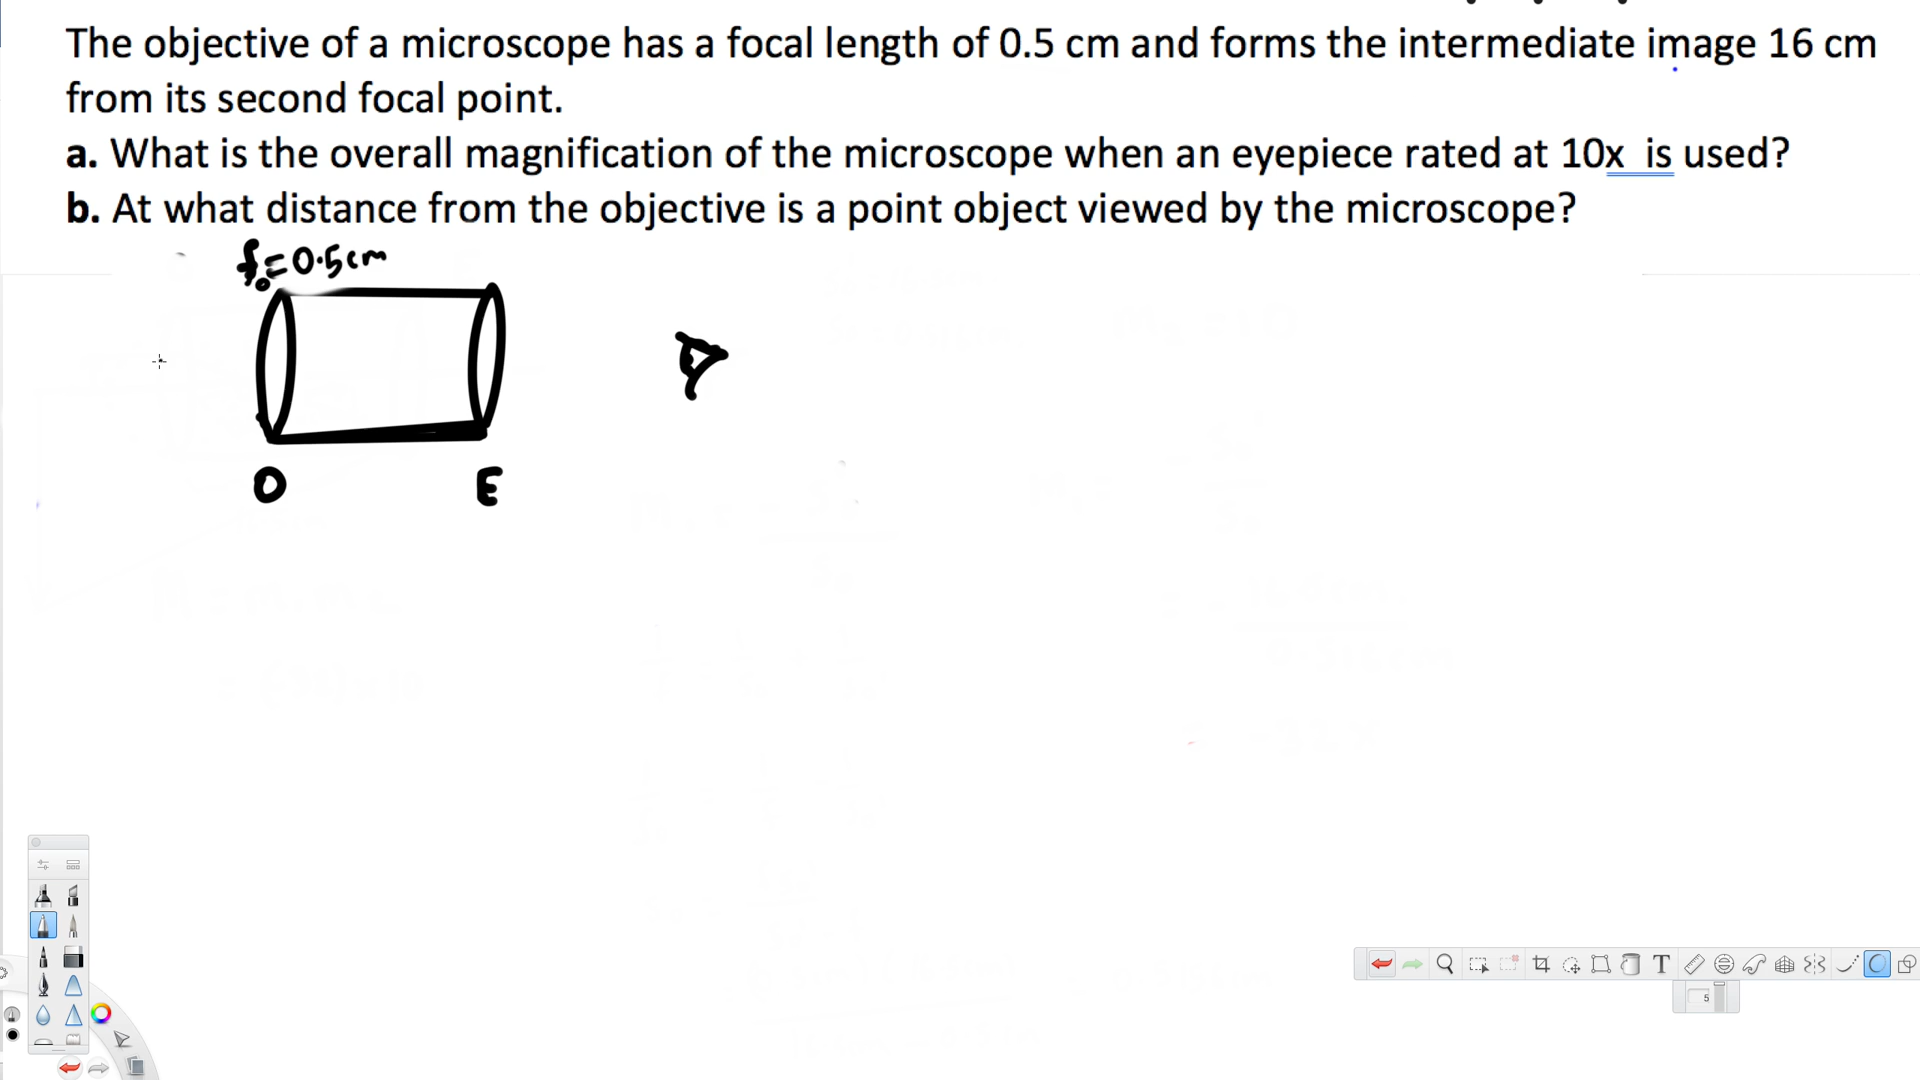 The objective of a microscope has a focal length of 0.5 cm and forms the intermediate image 16 cm
from its second focal point.
a. What is the overall magnification of the microscope when an eyepiece rated at 10x is used?
b. At what distance from the objective is a point object viewed by the microscope?
fo = 0.5cm
O
E
T
5